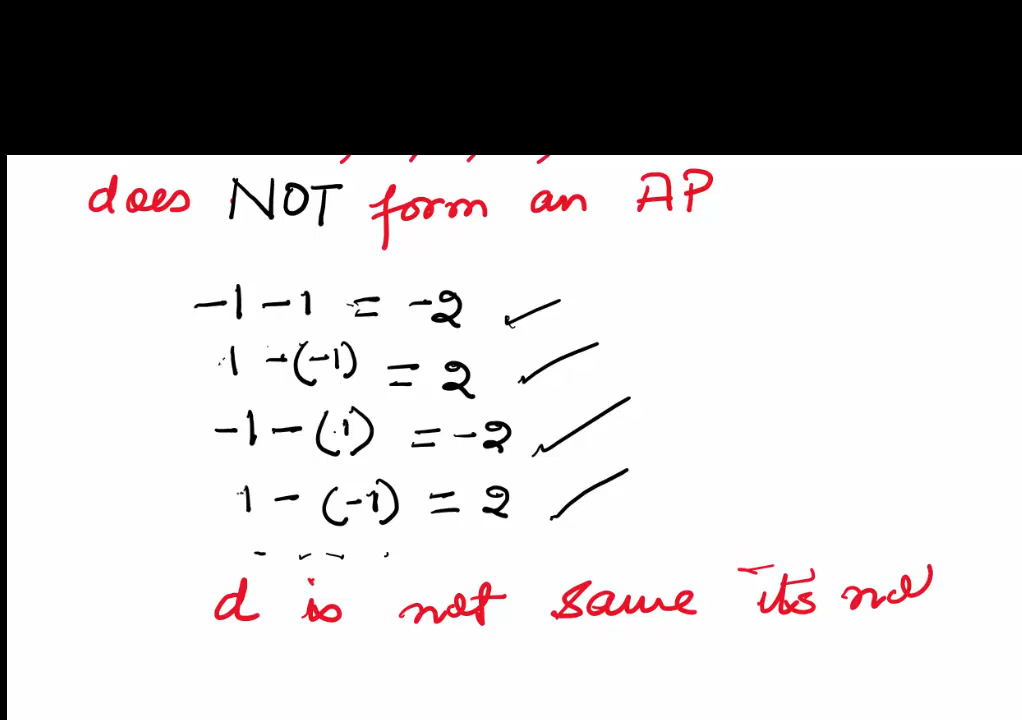 does NOT form an AP
-1 - 1 = -2
1 - (-1) = 2
-1 - (1) = -2
1 - (-1) = 2
d is not same its no